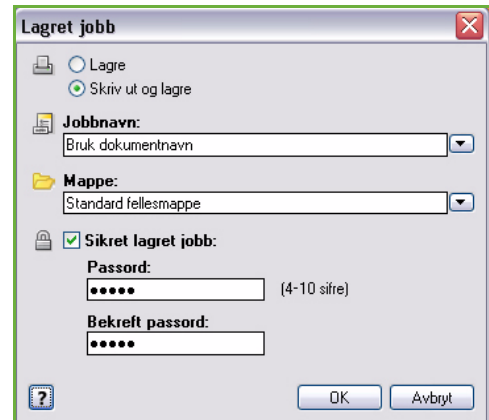 Lagret jobb
Lagre
Skriv ut og lagre
Jobbnavn:
Bruk dokumentnavn
Mappe:
Standard fellesmappe
Sikret lagret jobb:
Passord:
••••• (4-10 sifre)
Bekreft passord:
•••••
? OK Avbryt